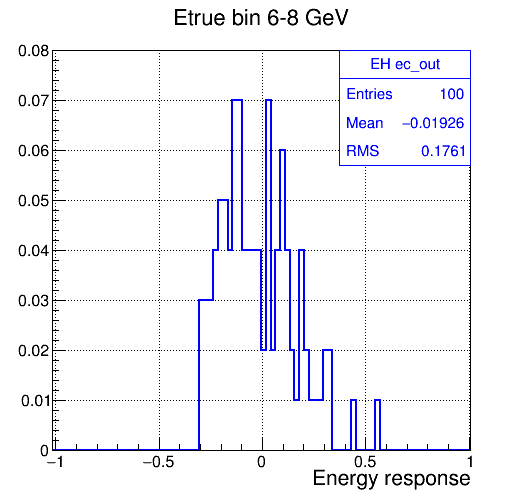 Etrue bin 6-8 GeV
EH ec_out
Entries 100
Mean −0.01926
RMS 0.1761
0.08
0.07
0.06
0.05
0.04
0.03
0.02
0.01
0
−1 −0.5 0 0.5 1
Energy response